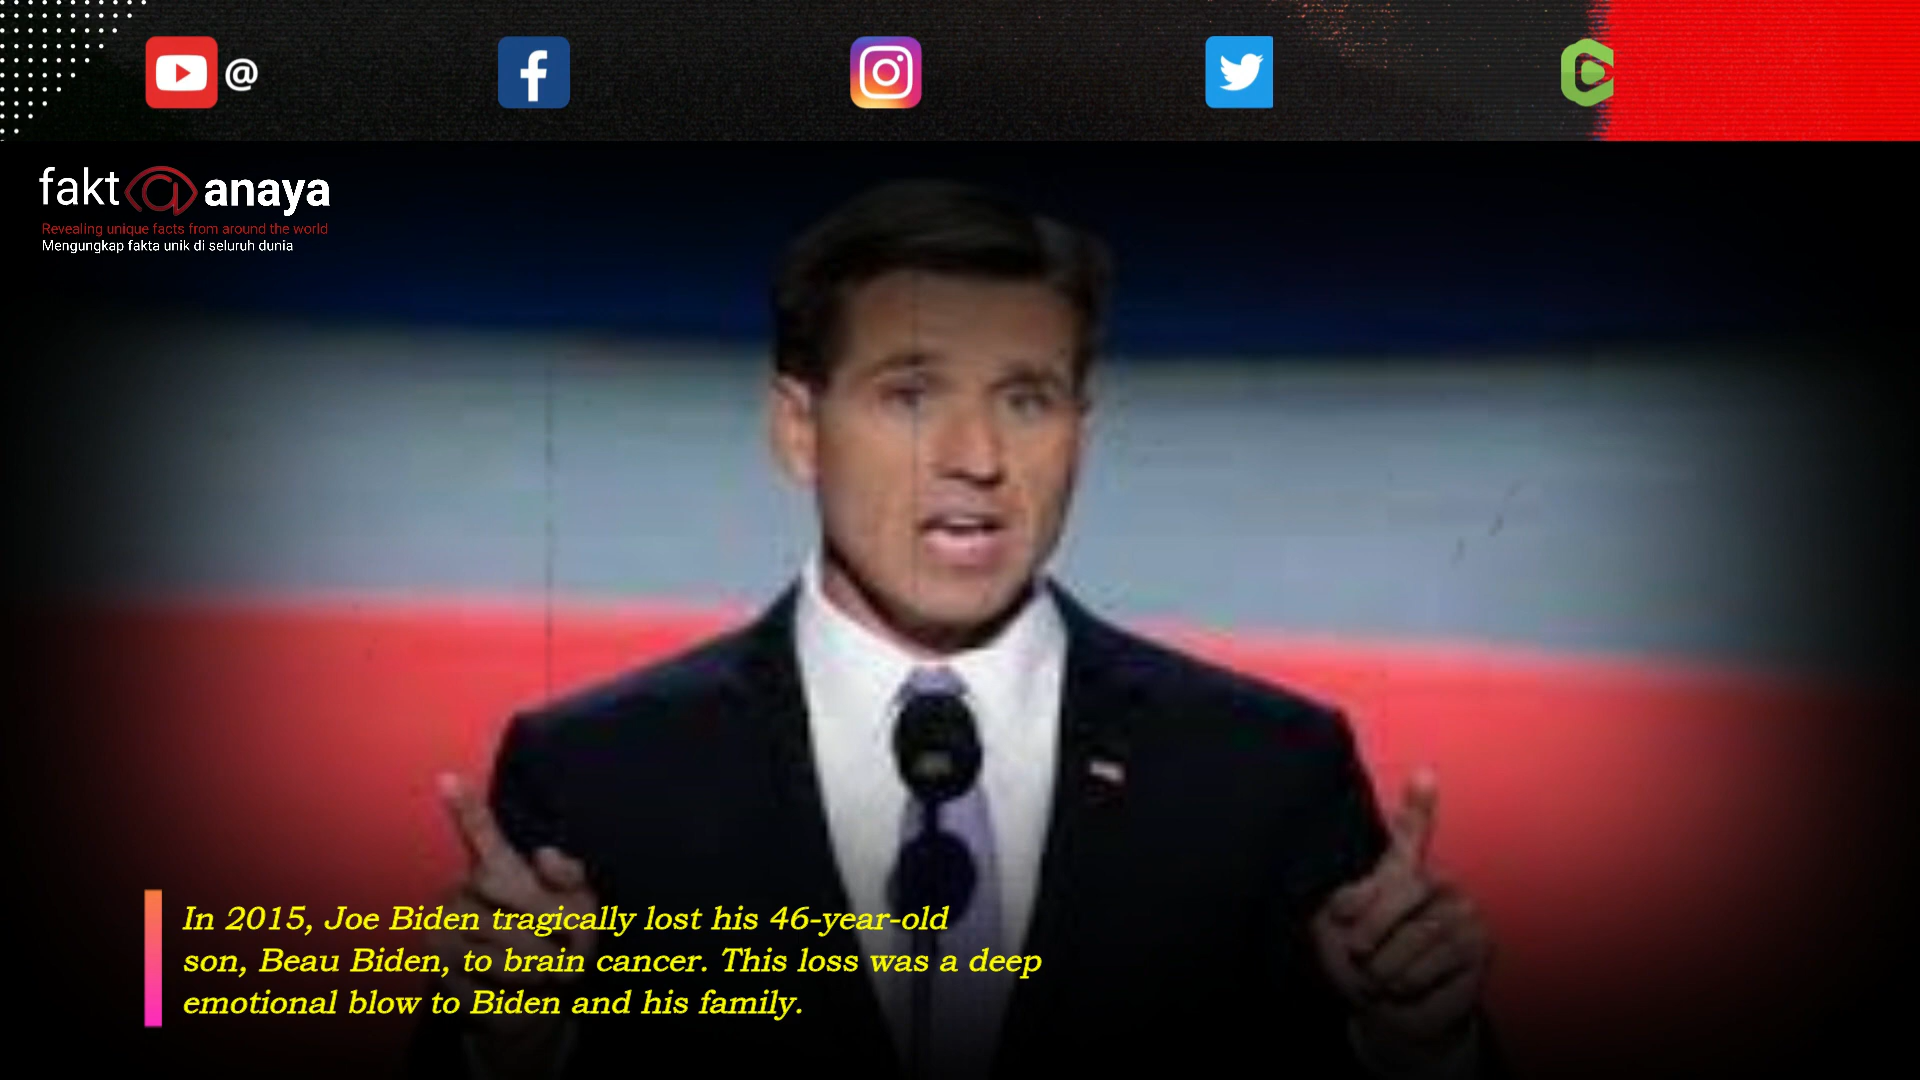 @
fakt@anaya
Revealing unique facts from around the world
Mengungkap fakta unik di seluruh dunia
In 2015, Joe Biden tragically lost his 46-year-old
son, Beau Biden, to brain cancer. This loss was a deep
emotional blow to Biden and his family.